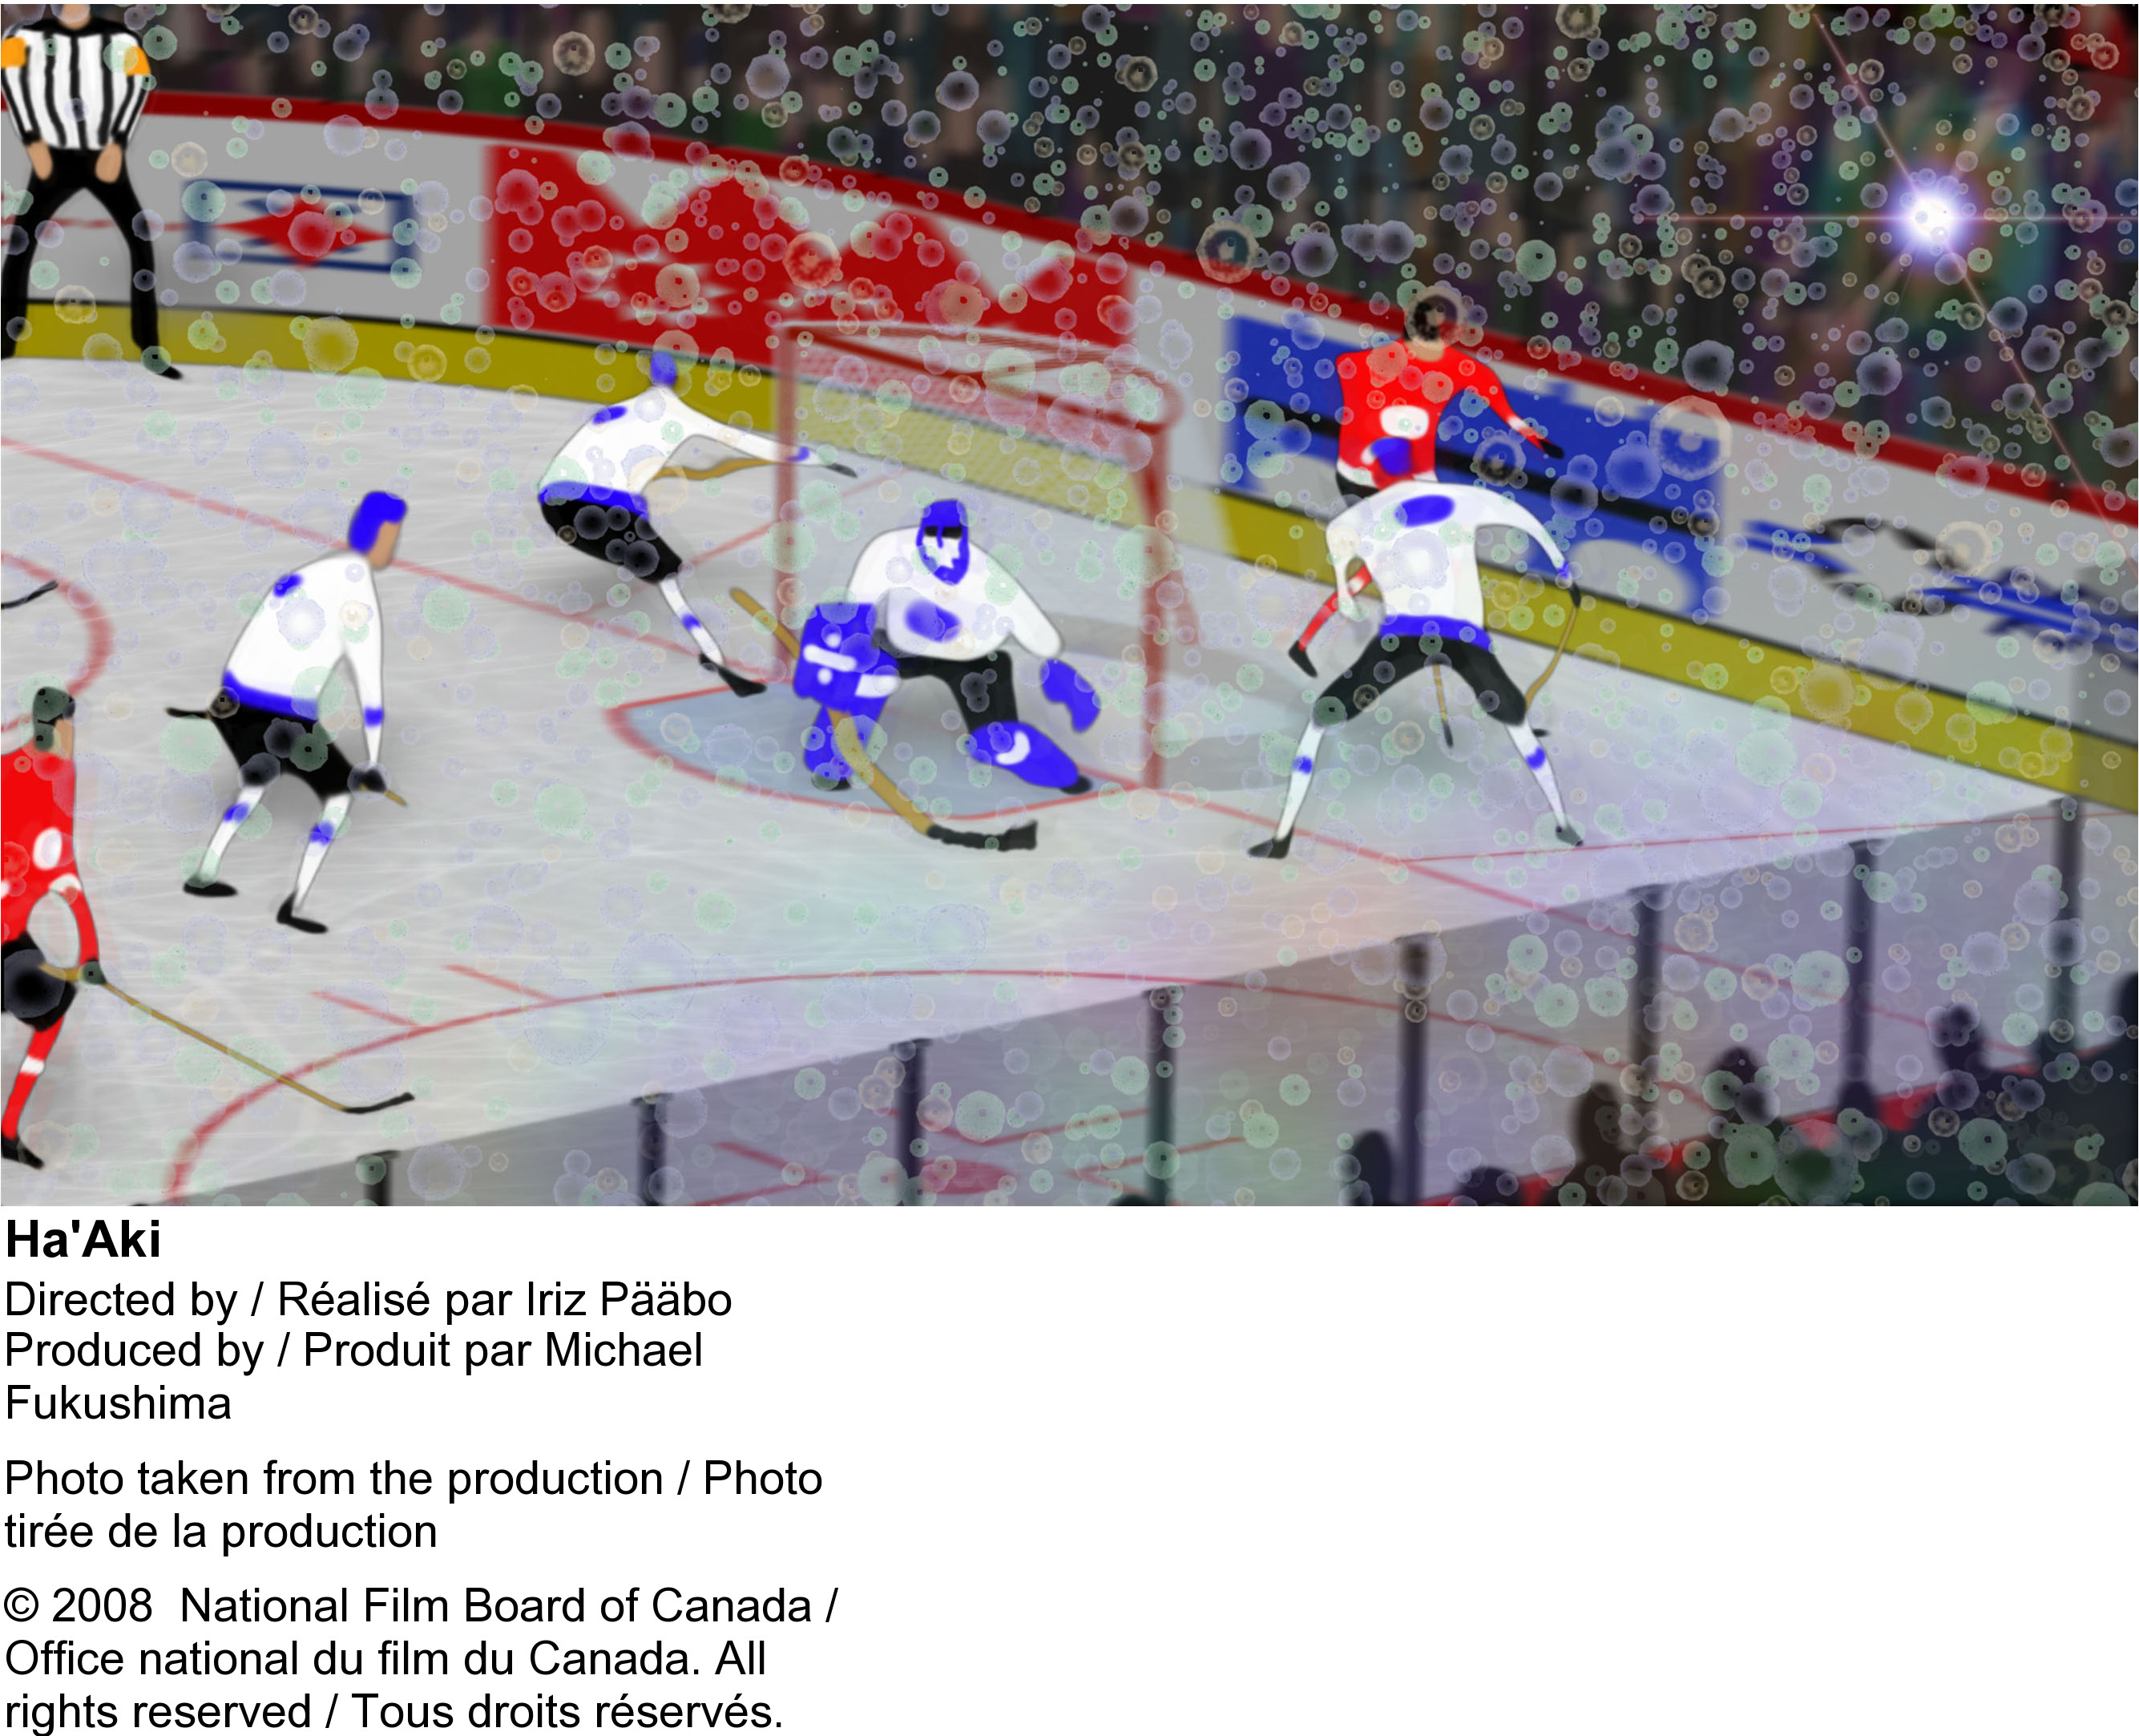 Ha'Aki
Directed by / Réalisé par Iriz Pääbo
Produced by / Produit par Michael
Fukushima
Photo taken from the production / Photo
tirée de la production
© 2008  National Film Board of Canada /
Office national du film du Canada. All
rights reserved / Tous droits réservés.